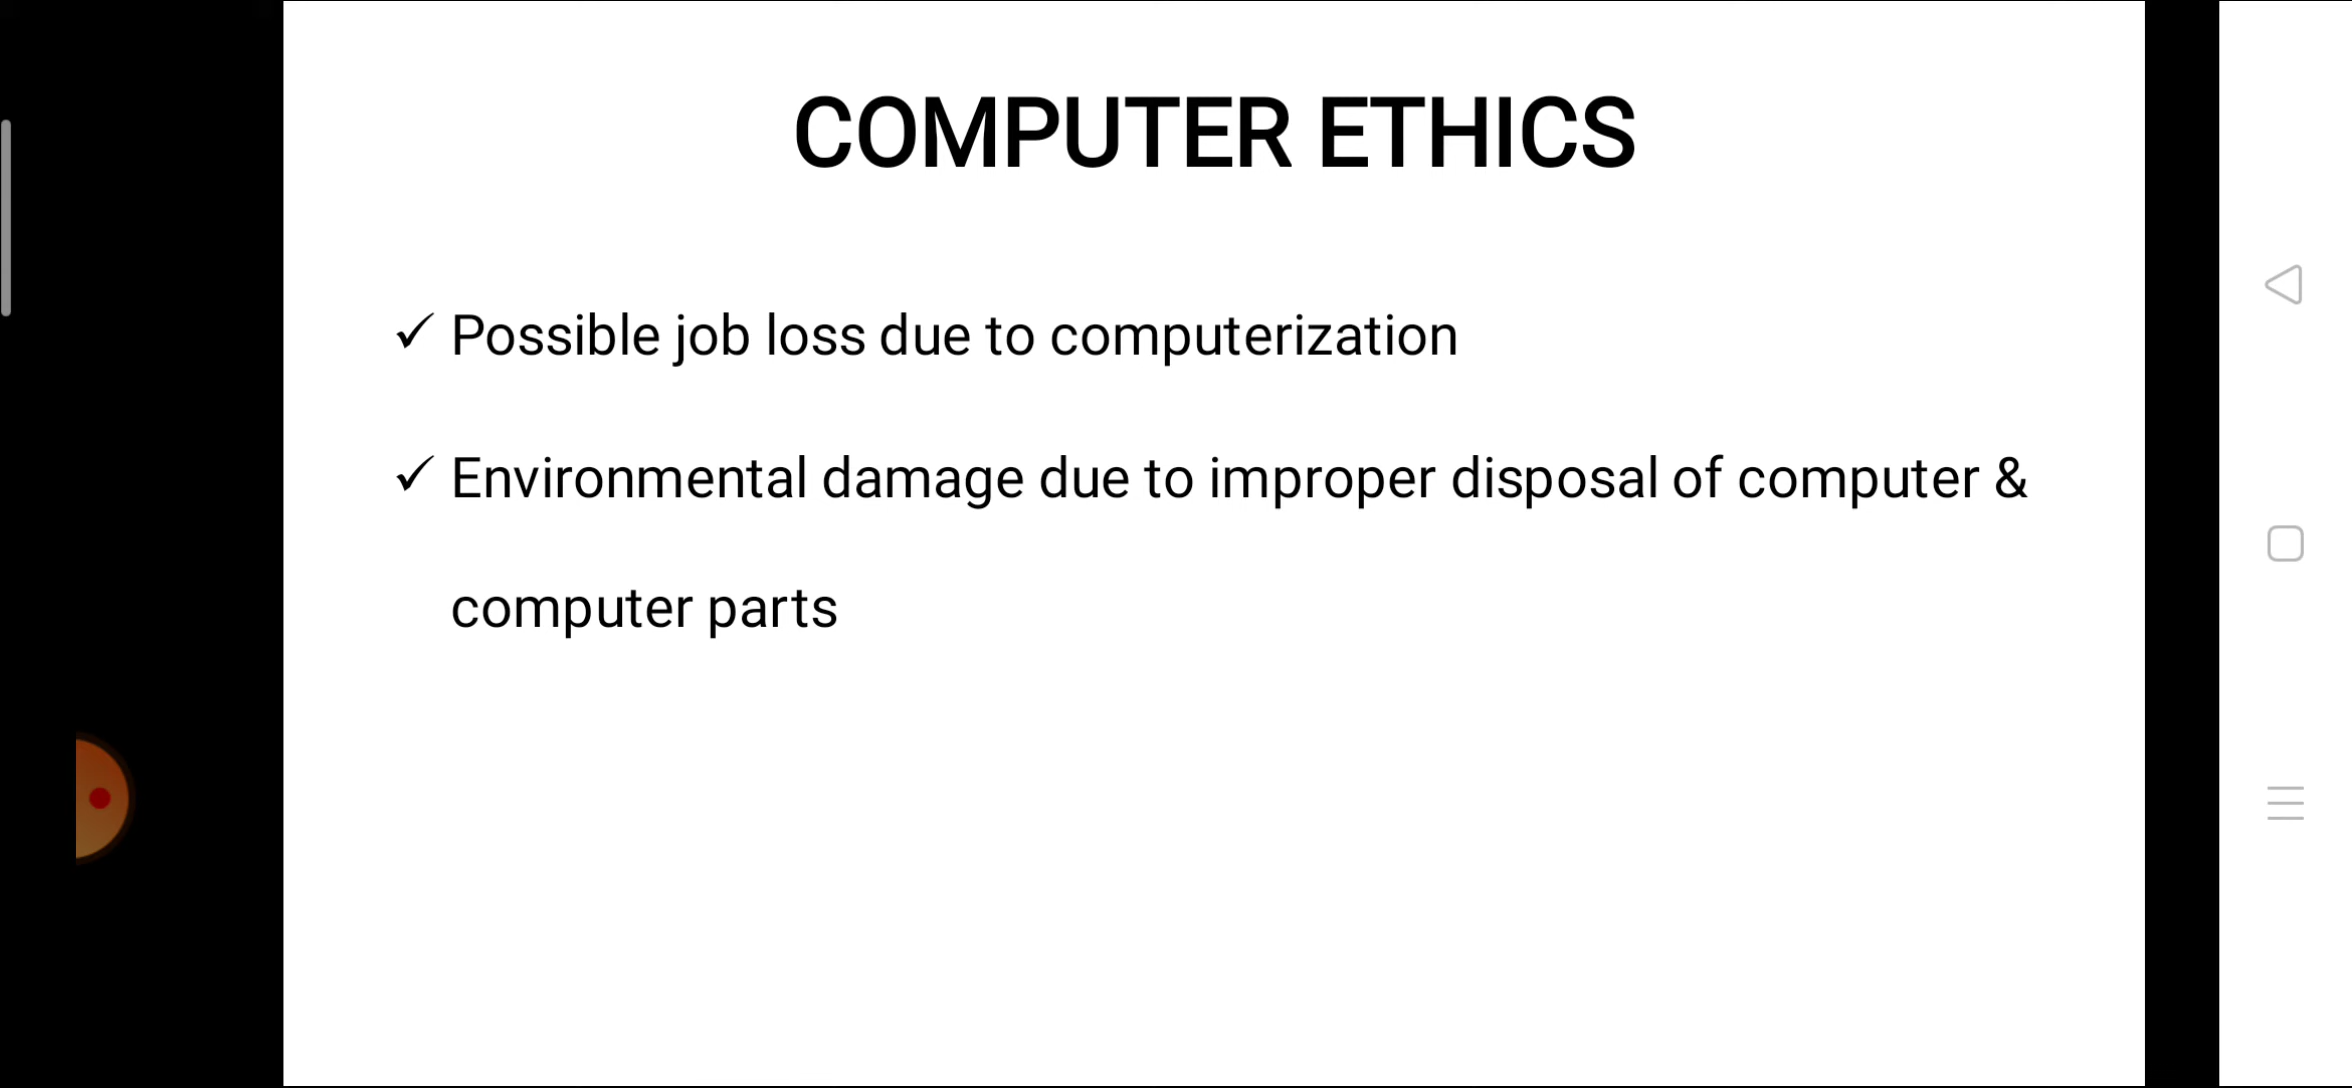 COMPUTER ETHICS
✓ Possible job loss due to computerization
✓ Environmental damage due to improper disposal of computer &
computer parts